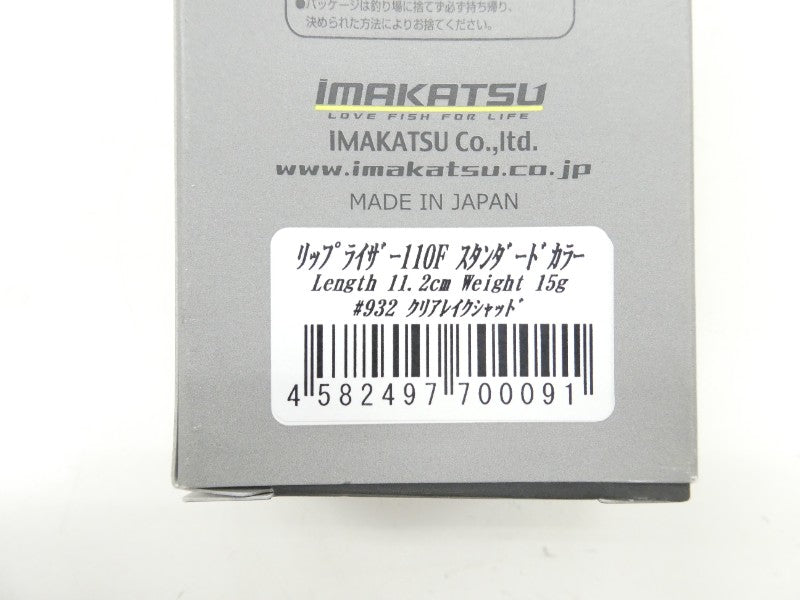 ●パッケージは釣り場に捨てず必ず持ち帰り、
決められた方法によりお捨てください。
IMAKATSU
LOVE FISH FOR LIFE
IMAKATSU Co.,ltd.
www.imakatsu.co.jp
MADE IN JAPAN
ﾘｯﾌﾟﾗｲｻﾞｰ110F ｽﾀﾝﾀﾞｰﾄﾞｶﾗｰ
Length 11.2cm Weight 15g
#932 ｸﾘｱﾚｲｸｼｬｯﾄﾞ
4 582497 700091